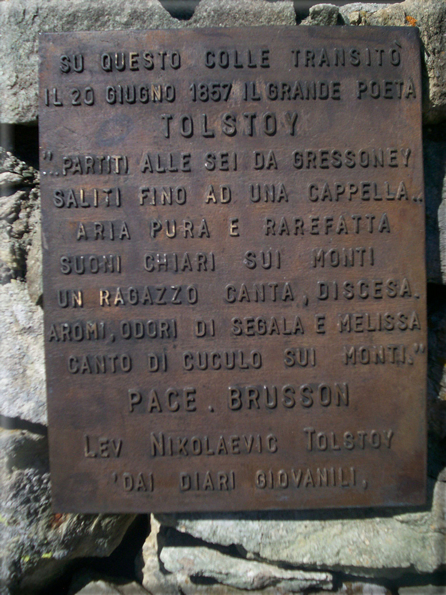 SU QUESTO COLLE TRANSITÒ
IL 20 GIUGNO 1857 IL GRANDE POETA
TOLSTOY
"..PARTITI ALLE SEI DA GRESSONEY
SALITI FINO AD UNA CAPPELLA..
ARIA PURA E RAREFATTA
SUONI CHIARI SUI MONTI
UN RAGAZZO CANTA, DISCESA.
AROMI, ODORI DI SEGALA E MELISSA
CANTO DI CUCULO SUI MONTI."
PACE. BRUSSON
LEV NIKOLAEVIC TOLSTOY
'DAI DIARI GIOVANILI,